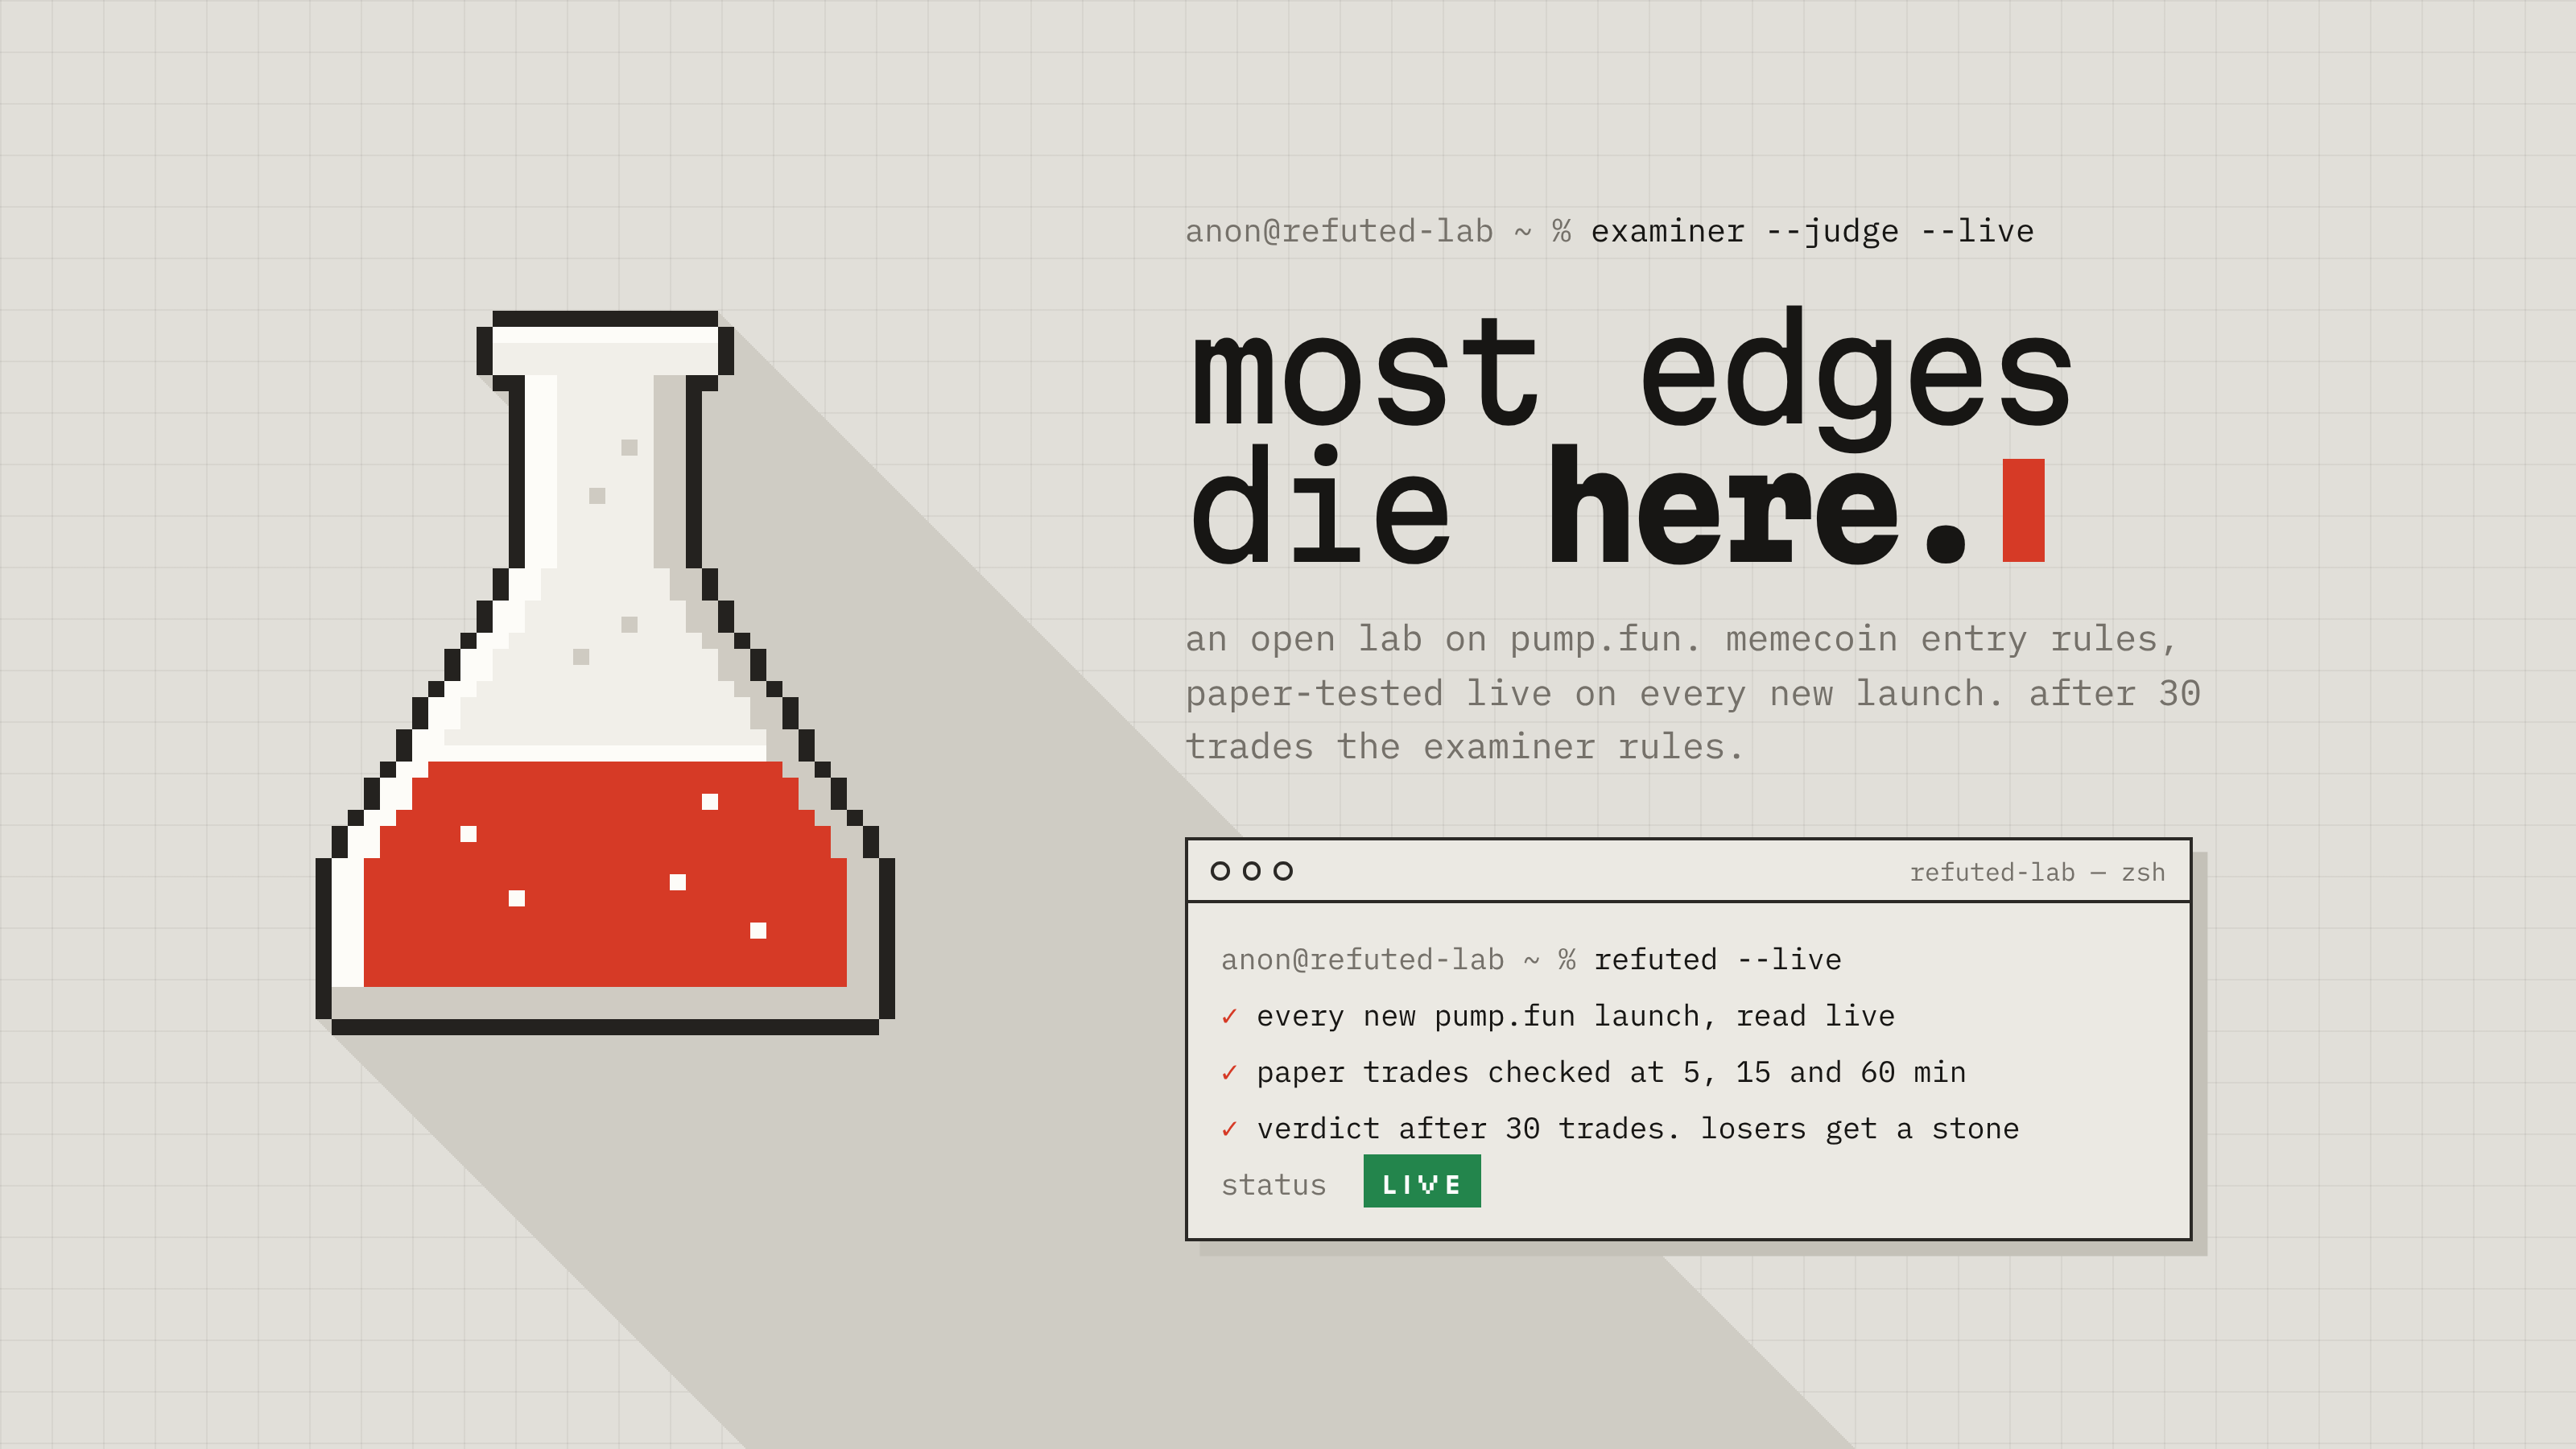 anon@refuted-lab ~ % examiner --judge --live
most edges
die here.
an open lab on pump.fun. memecoin entry rules,
paper-tested live on every new launch. after 30
trades the examiner rules.
refuted-lab — zsh
anon@refuted-lab ~ % refuted --live
✓ every new pump.fun launch, read live
✓ paper trades checked at 5, 15 and 60 min
✓ verdict after 30 trades. losers get a stone
status LIVE